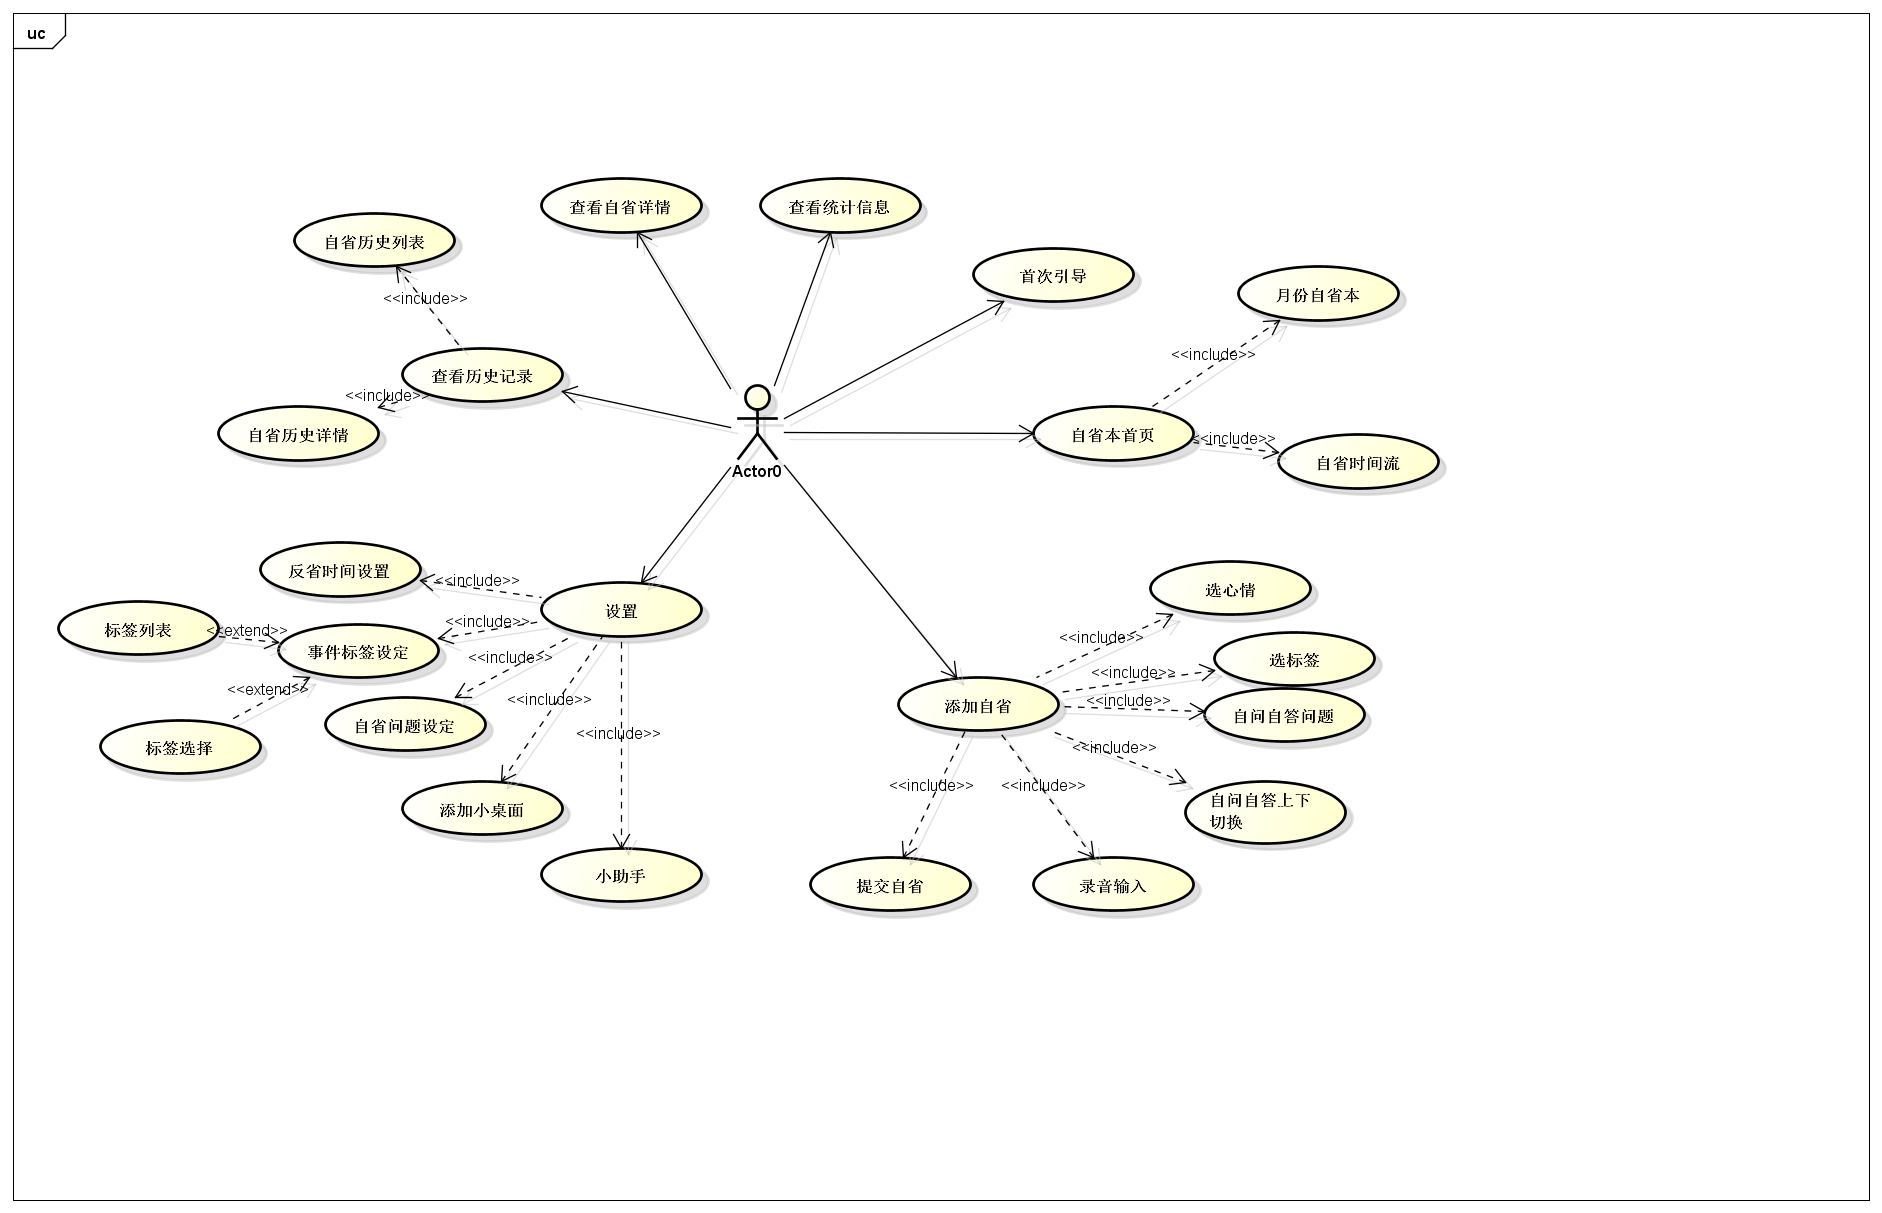 uc
查看自省详情
查看统计信息
自省历史列表
首次引导
月份自省本
<<include>>
<<include>>
查看历史记录
<<include>>
自省历史详情
自省本首页
<<include>>
自省时间流
Actor0
反省时间设置
<<include>>
设置
选心情
标签列表
<<extend>>
事件标签设定
<<include>>
<<include>>
<<include>>
选标签
<<include>>
标签选择
<<extend>>
自省问题设定
<<include>>
添加自省
<<include>>
自问自答问题
<<include>>
<<include>>
添加小桌面
<<include>>
<<include>>
自问自答上下
切换
小助手
提交自省
录音输入